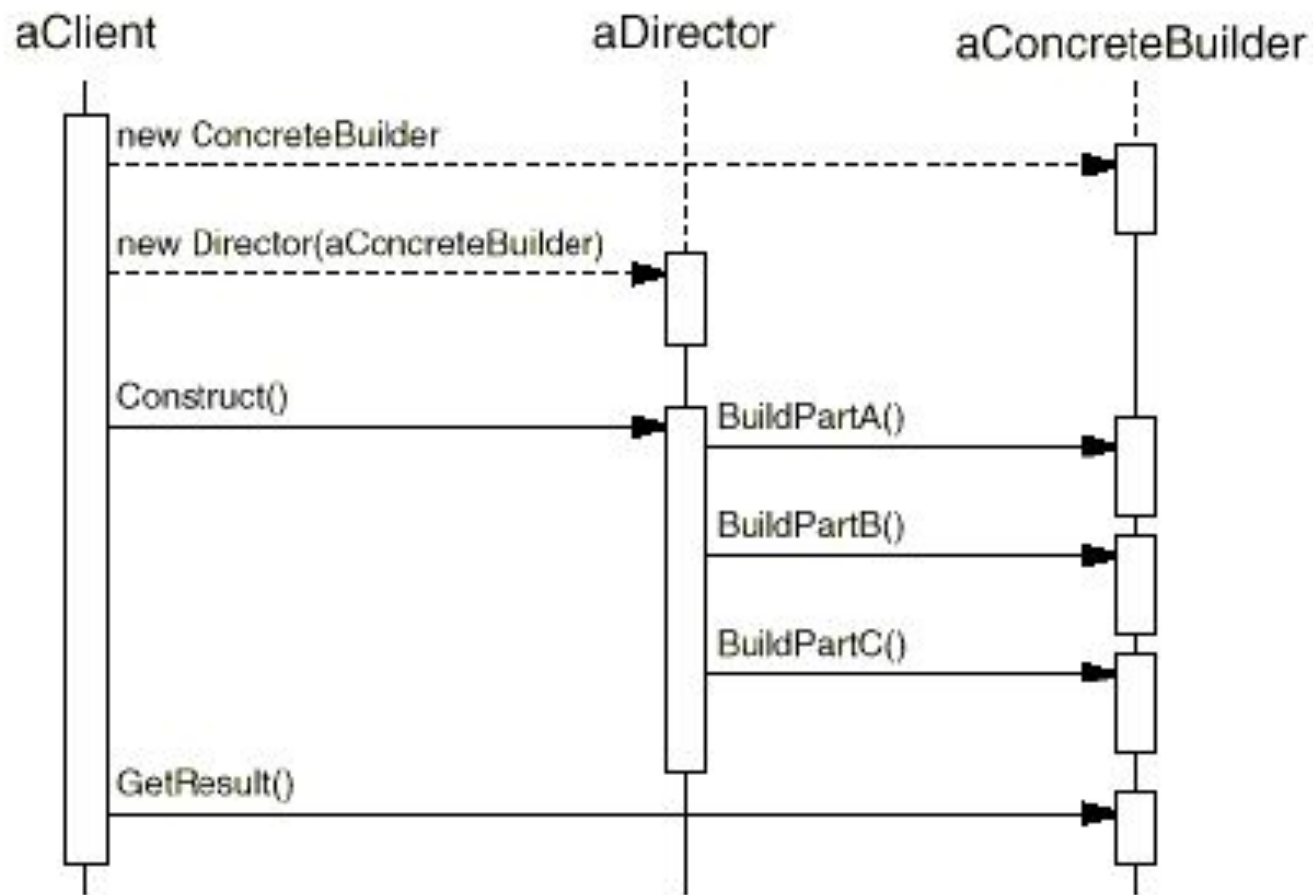 aClient
aDirector
aConcreteBuilder
new ConcreteBuilder
new Director(aConcreteBuilder)
Construct()
BuildPartA()
BuildPartB()
BuildPartC()
GetResult()